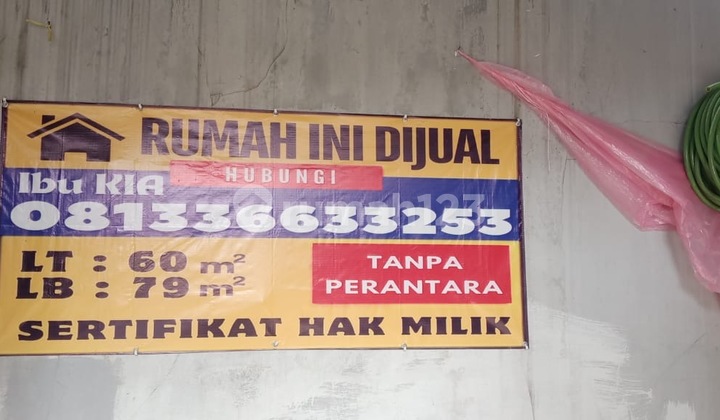 RUMAH INI DIJUAL
HUBUNGI
Ibu KIA
081336633253
LT : 60 m²
LB : 79 m²
TANPA
PERANTARA
SERTIFIKAT HAK MILIK